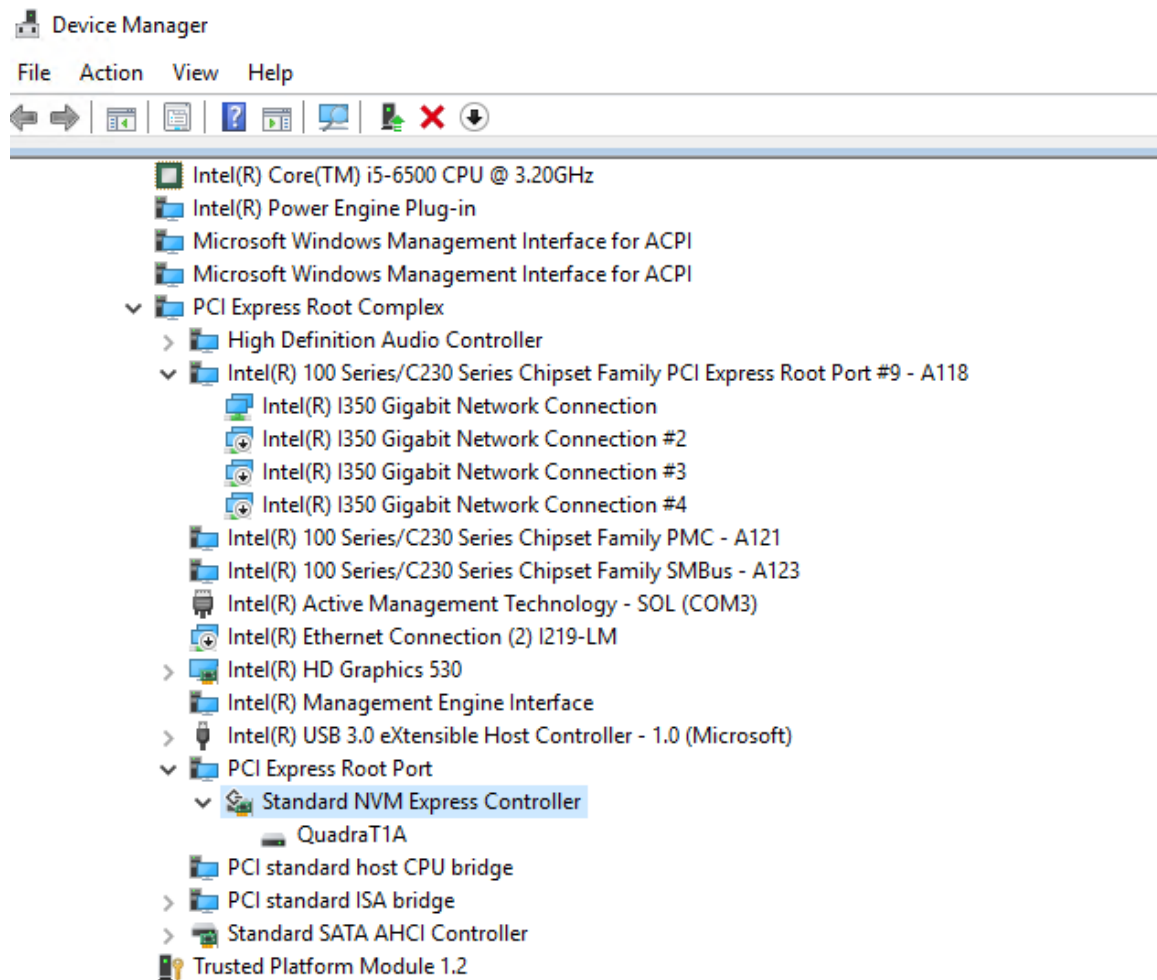 Device Manager
File Action View Help
Intel(R) Core(TM) i5-6500 CPU @ 3.20GHz
Intel(R) Power Engine Plug-in
Microsoft Windows Management Interface for ACPI
Microsoft Windows Management Interface for ACPI
PCI Express Root Complex
High Definition Audio Controller
Intel(R) 100 Series/C230 Series Chipset Family PCI Express Root Port #9 - A118
Intel(R) I350 Gigabit Network Connection
Intel(R) I350 Gigabit Network Connection #2
Intel(R) I350 Gigabit Network Connection #3
Intel(R) I350 Gigabit Network Connection #4
Intel(R) 100 Series/C230 Series Chipset Family PMC - A121
Intel(R) 100 Series/C230 Series Chipset Family SMBus - A123
Intel(R) Active Management Technology - SOL (COM3)
Intel(R) Ethernet Connection (2) I219-LM
Intel(R) HD Graphics 530
Intel(R) Management Engine Interface
Intel(R) USB 3.0 eXtensible Host Controller - 1.0 (Microsoft)
PCI Express Root Port
Standard NVM Express Controller
QuadraT1A
PCI standard host CPU bridge
PCI standard ISA bridge
Standard SATA AHCI Controller
Trusted Platform Module 1.2